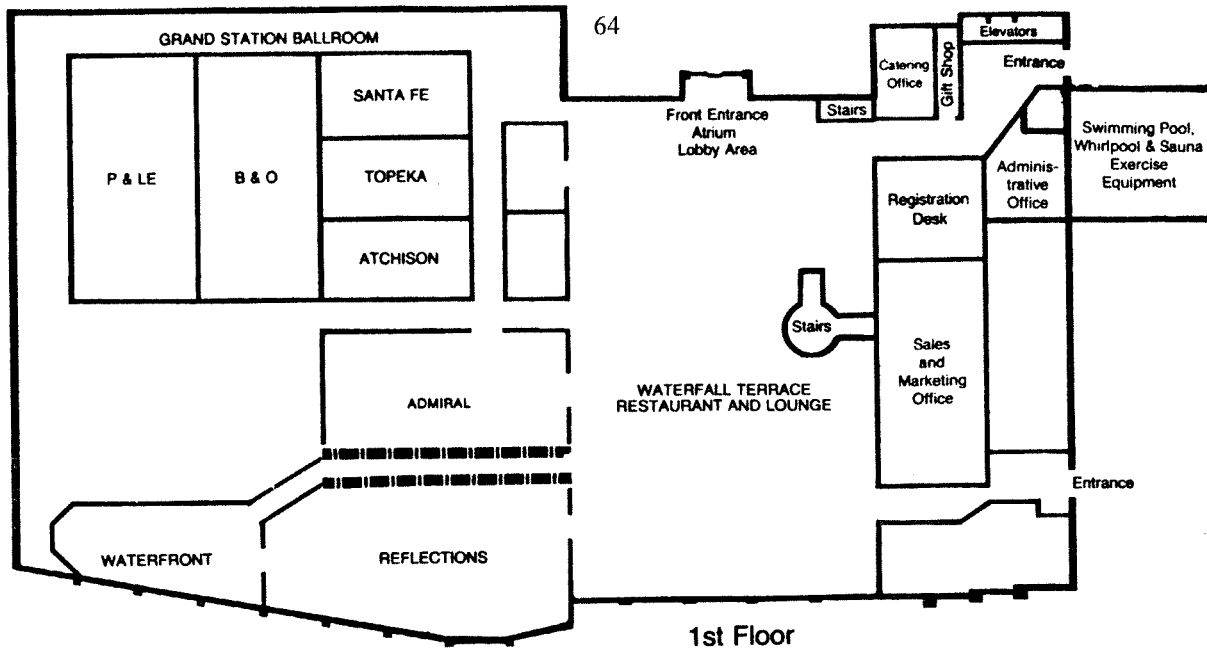 64
GRAND STATION BALLROOM
P & LE
B & O
SANTA FE
TOPEKA
ATCHISON
Front Entrance
Atrium
Lobby Area
Stairs
Catering
Office
Gift Shop
Elevators
Entrance
Swimming Pool,
Whirlpool & Sauna
Exercise
Equipment
Adminis-
trative
Office
Registration
Desk
Stairs
Sales
and
Marketing
Office
ADMIRAL
WATERFALL TERRACE
RESTAURANT AND LOUNGE
Entrance
WATERFRONT
REFLECTIONS
1st Floor